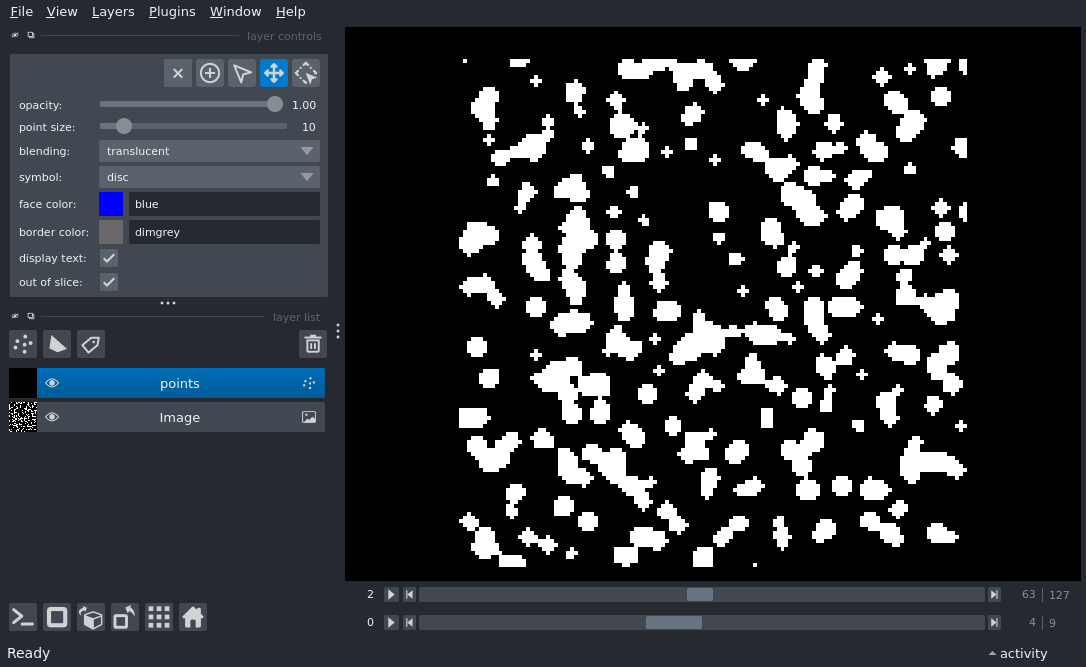 File View Layers Plugins Window Help
layer controls
opacity: 1.00
point size: 10
blending: translucent
symbol: disc
face color: blue
border color: dimgrey
display text:
out of slice:
layer list
points
Image
2 63 127
0 4 9
Ready activity